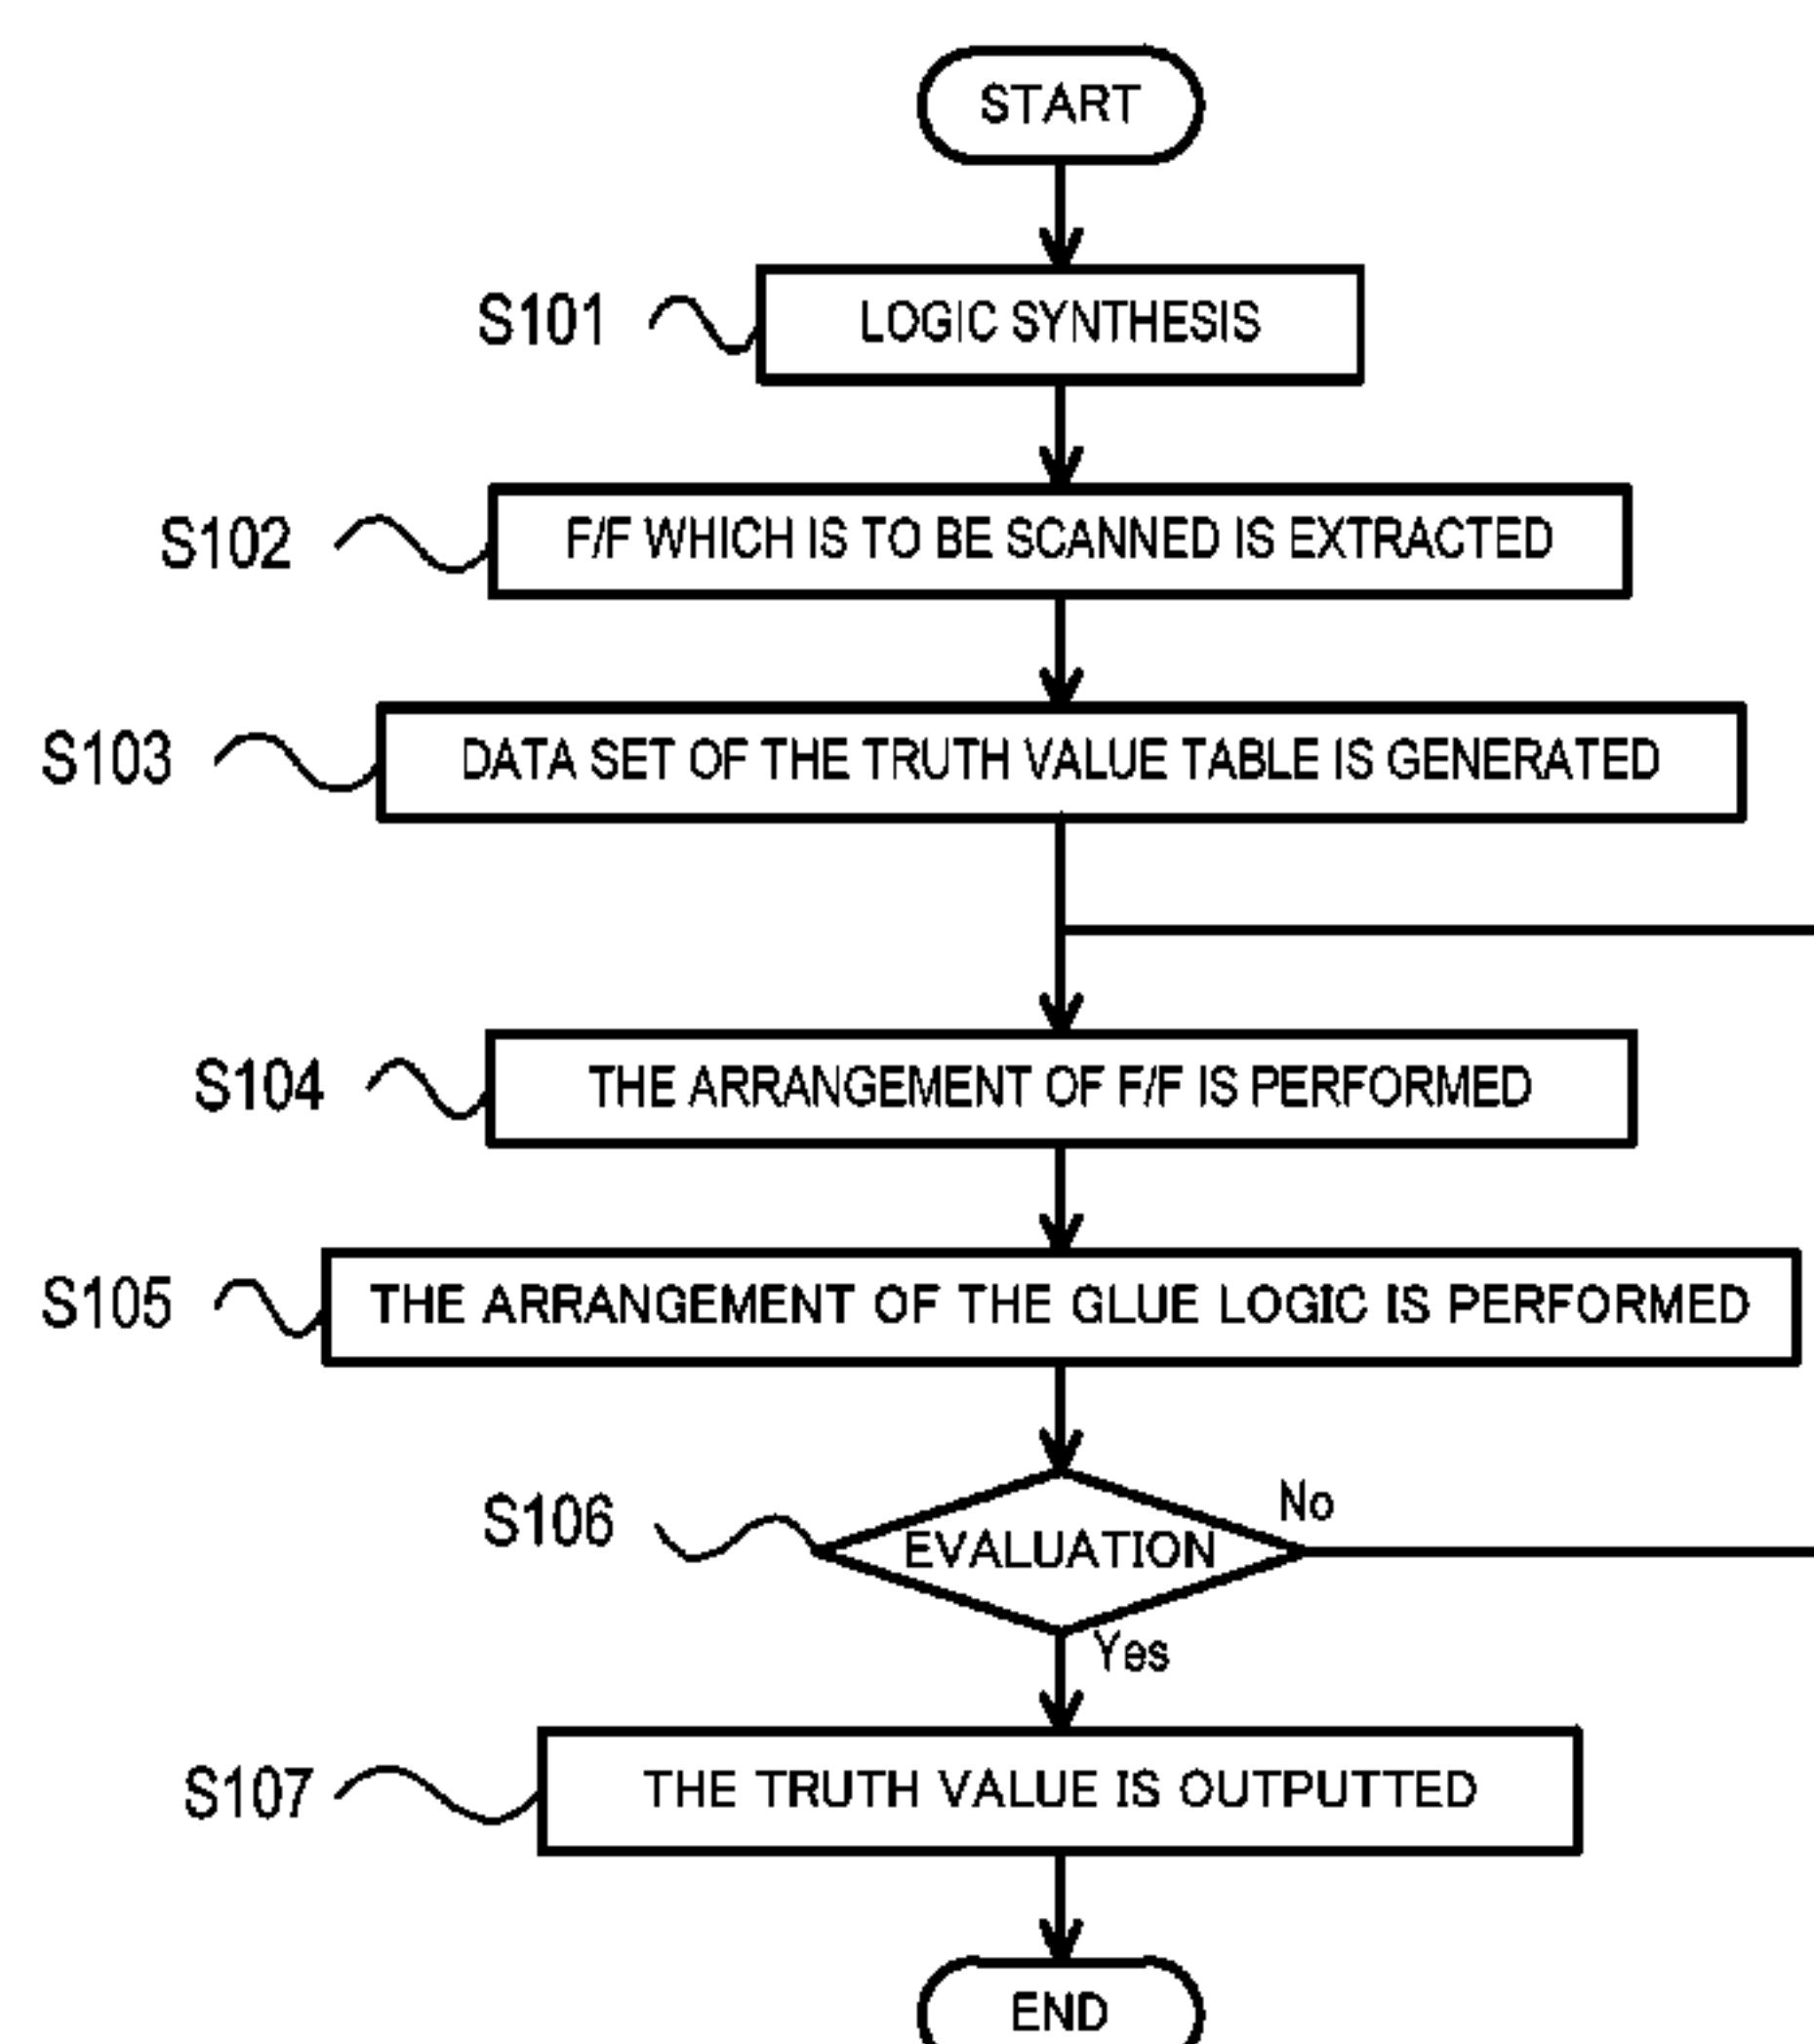 START
S101
LOGIC SYNTHESIS
S102
F/F WHICH IS TO BE SCANNED IS EXTRACTED
S103
DATA SET OF THE TRUTH VALUE TABLE IS GENERATED
S104
THE ARRANGEMENT OF F/F IS PERFORMED
S105
THE ARRANGEMENT OF THE GLUE LOGIC IS PERFORMED
S106
EVALUATION
No
Yes
S107
THE TRUTH VALUE IS OUTPUTTED
END